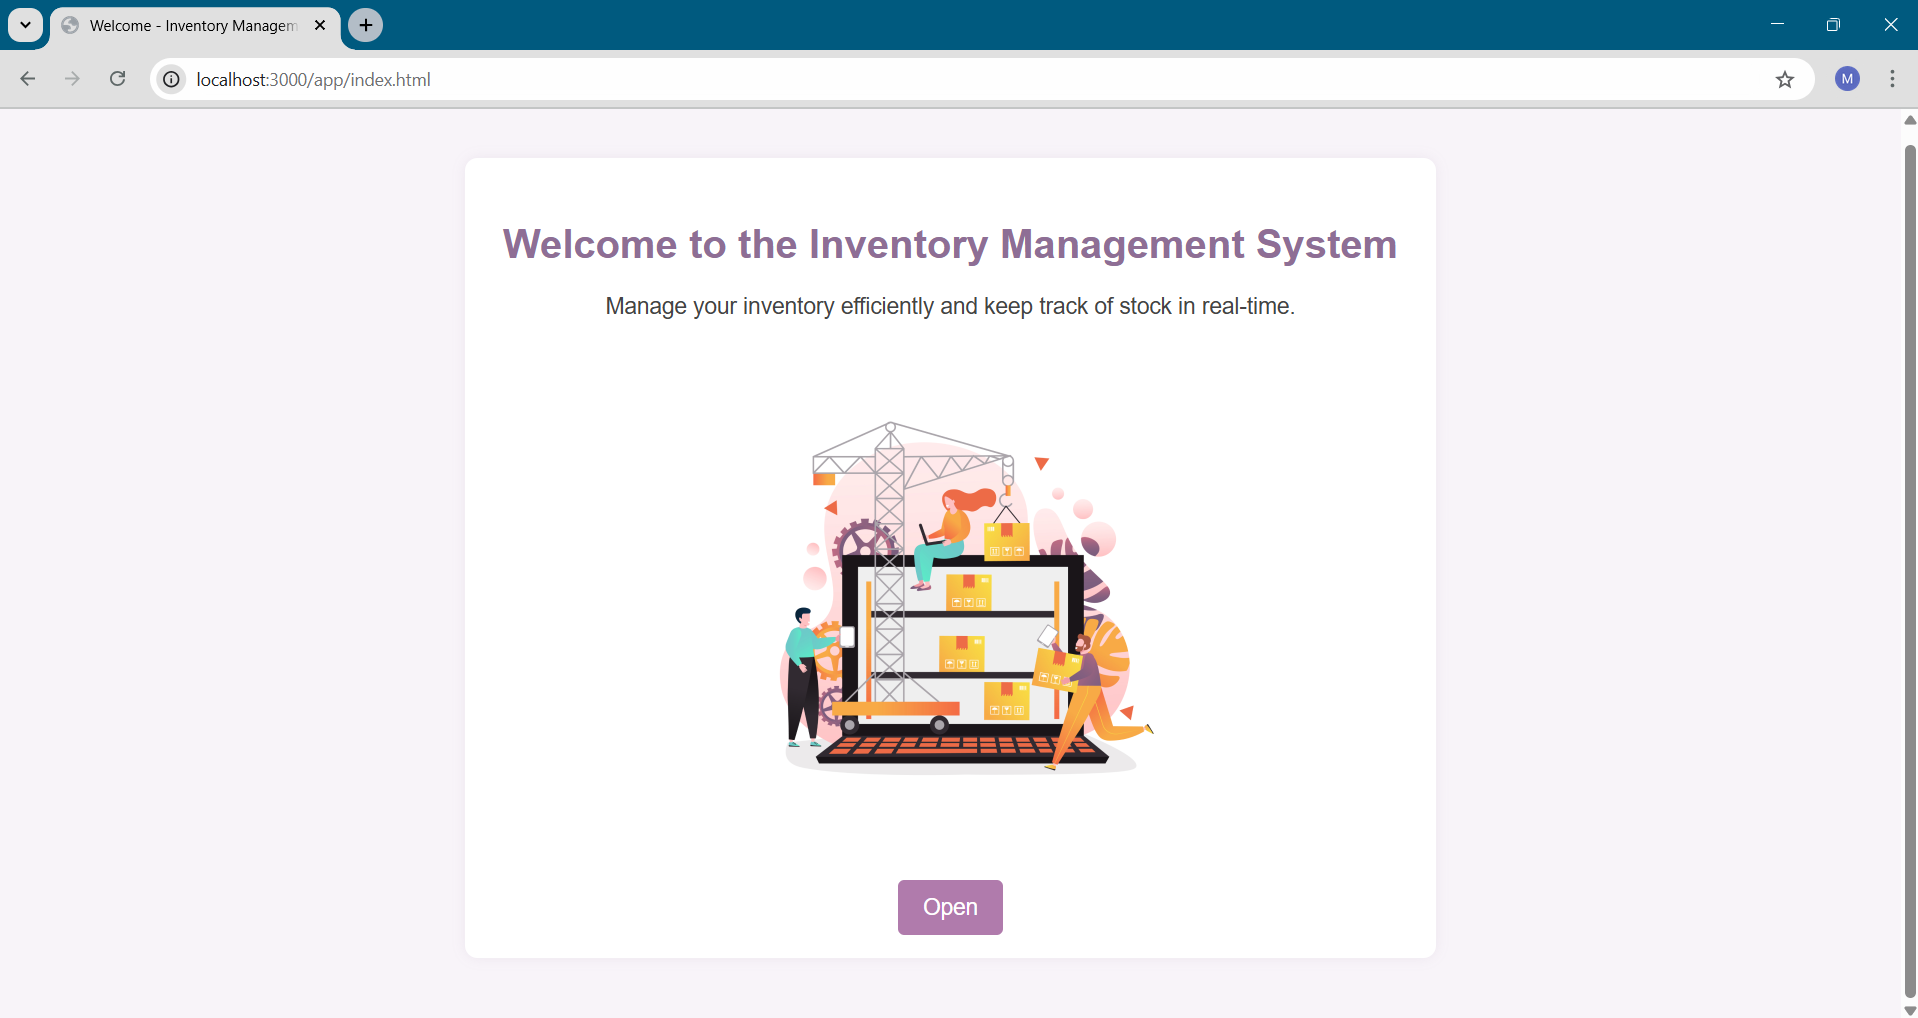 Welcome - Inventory Managem
localhost:3000/app/index.html
M
Welcome to the Inventory Management System
Manage your inventory efficiently and keep track of stock in real-time.
Open